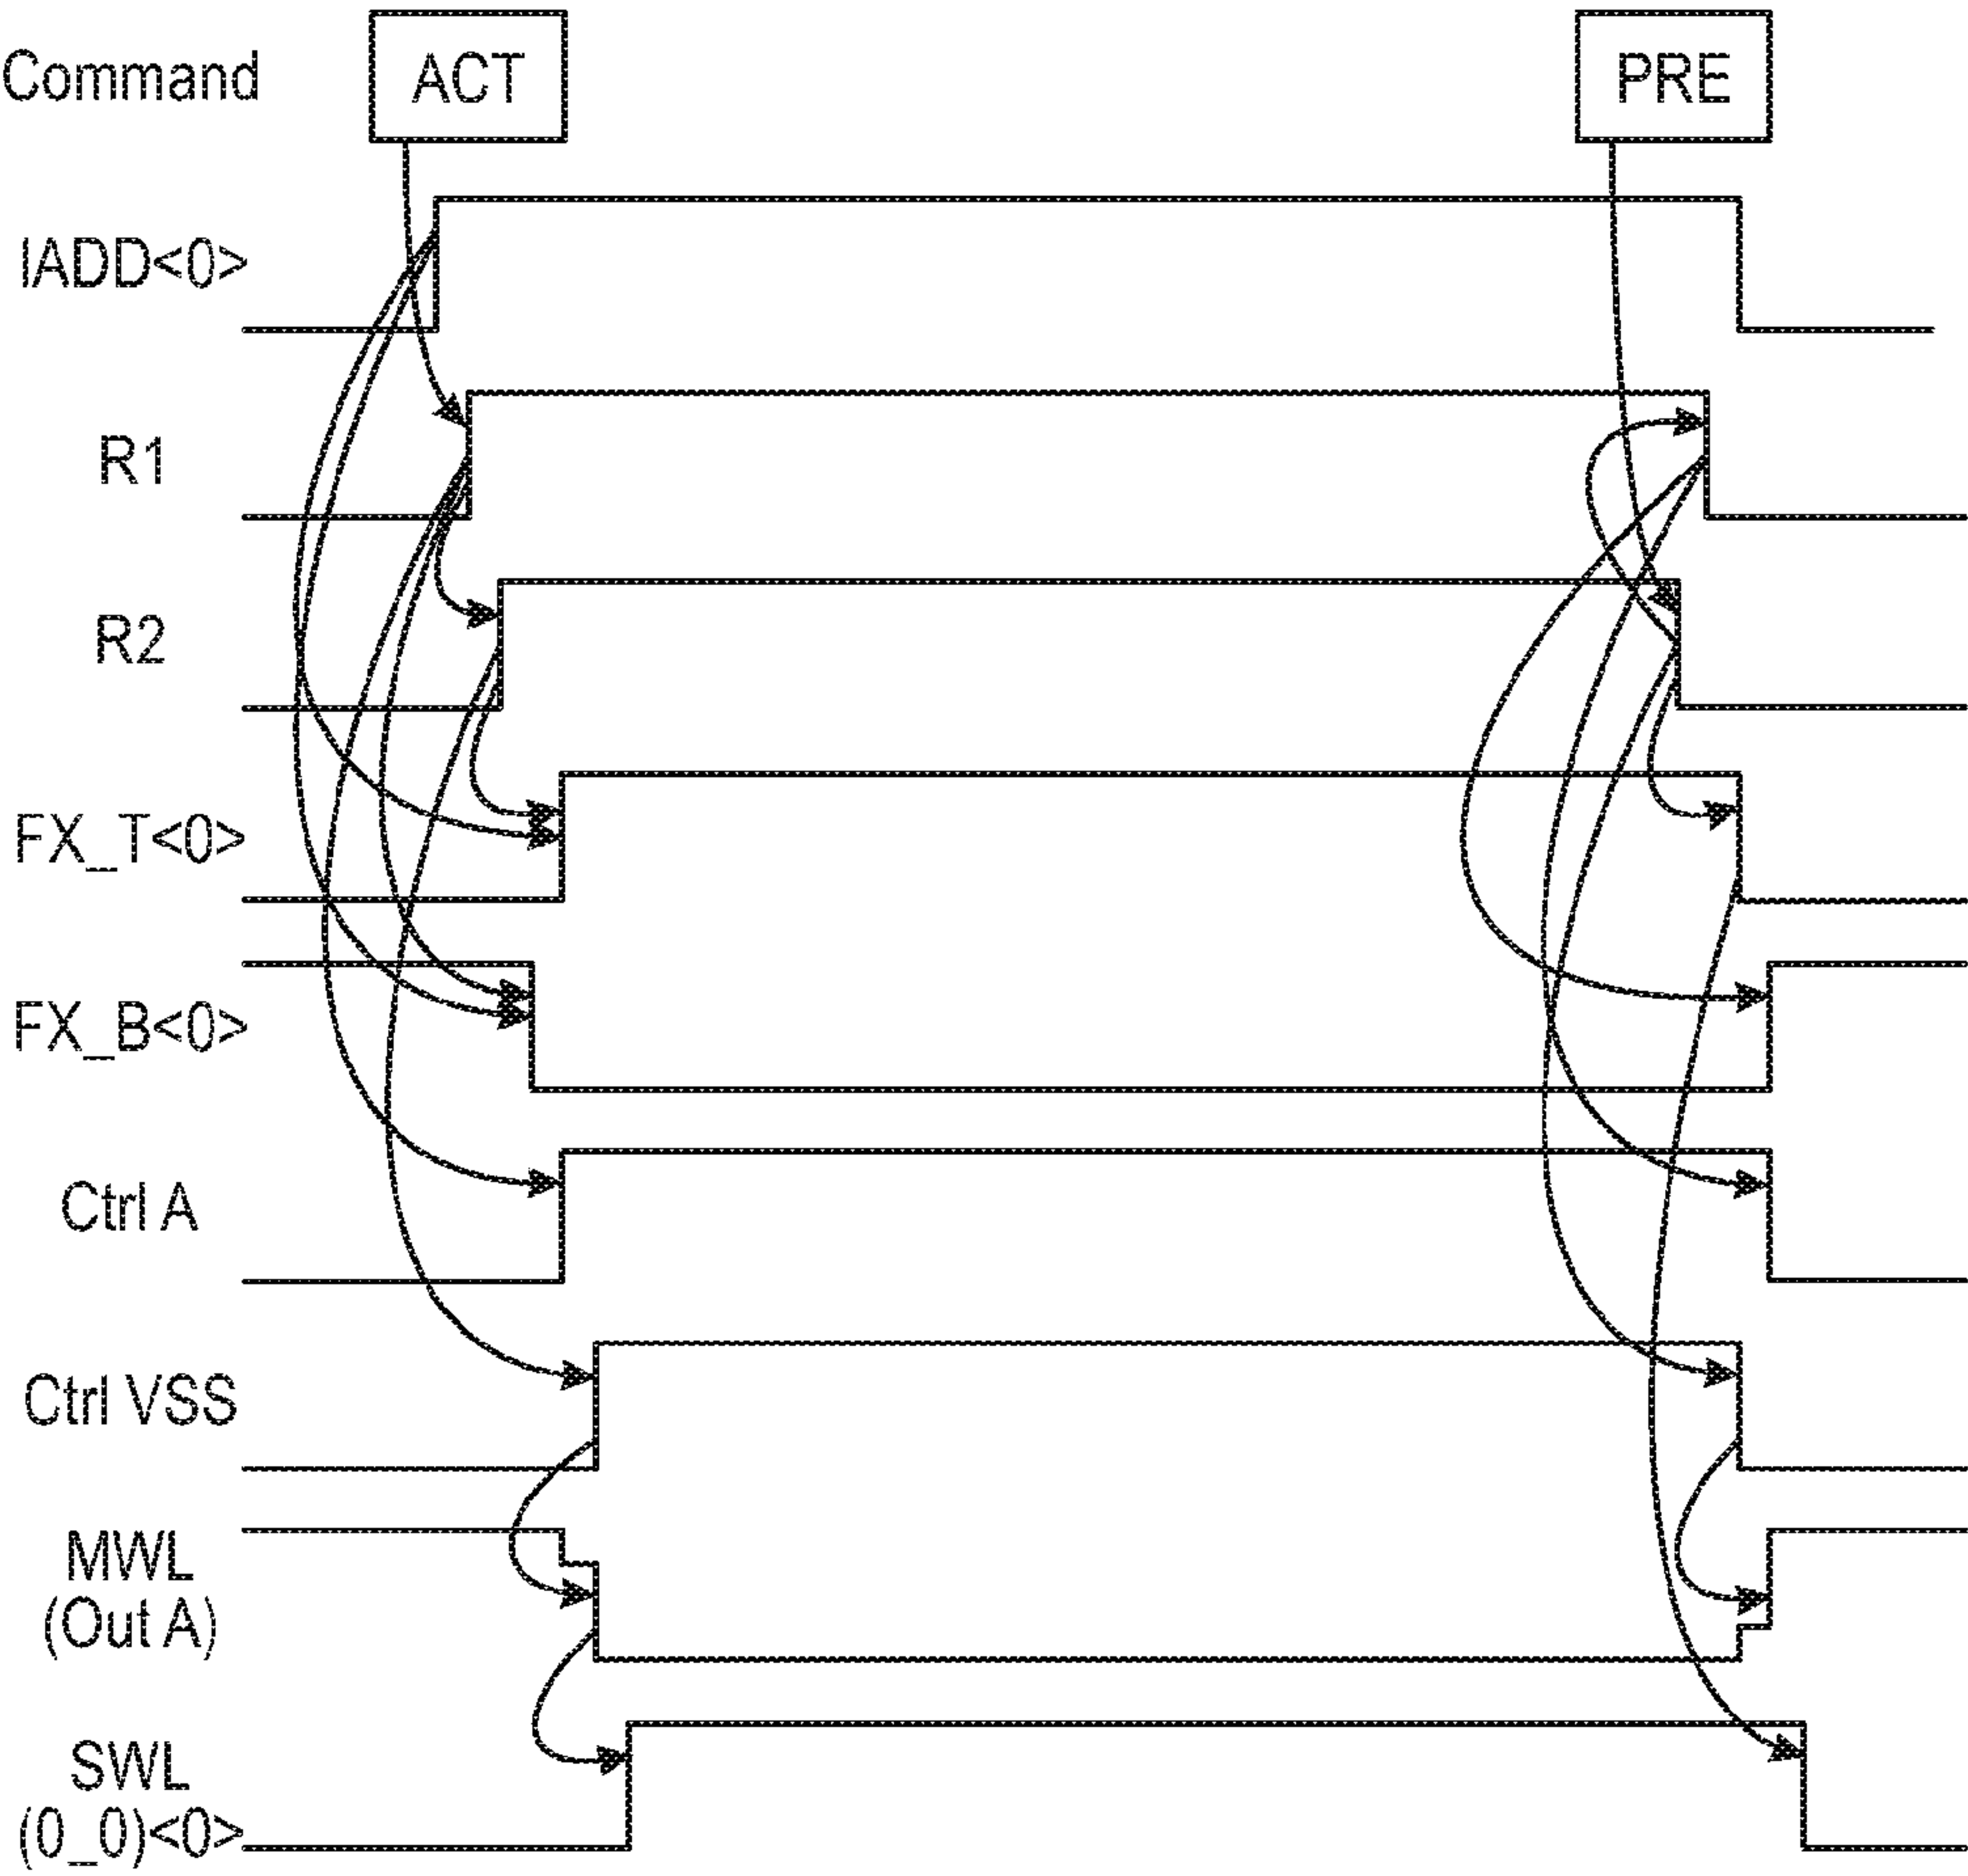 Command ACT PRE
IADD<0>
R1
R2
FX_T<0>
FX_B<0>
Ctrl A
Ctrl VSS
MWL
(Out A)
SWL
(0_0)<0>